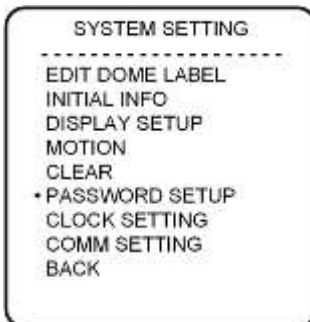 SYSTEM SETTING
- - - - - - - - - - - - - - - - - - - -
EDIT DOME LABEL
INITIAL INFO
DISPLAY SETUP
MOTION
CLEAR
• PASSWORD SETUP
CLOCK SETTING
COMM SETTING
BACK